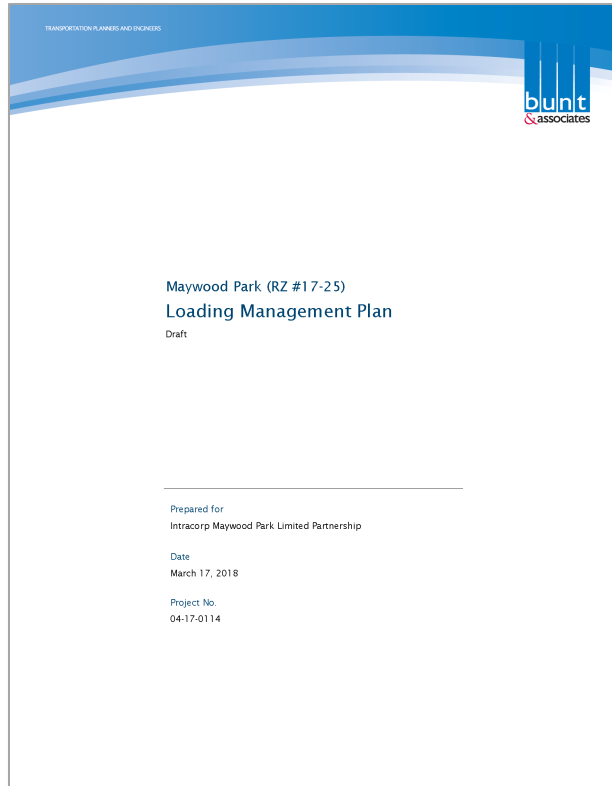 TRANSPORTATION PLANNERS AND ENGINEERS
bunt
& associates
Maywood Park (RZ #17-25)
Loading Management Plan
Draft
Prepared for
Intracorp Maywood Park Limited Partnership
Date
March 17, 2018
Project No.
04-17-0114